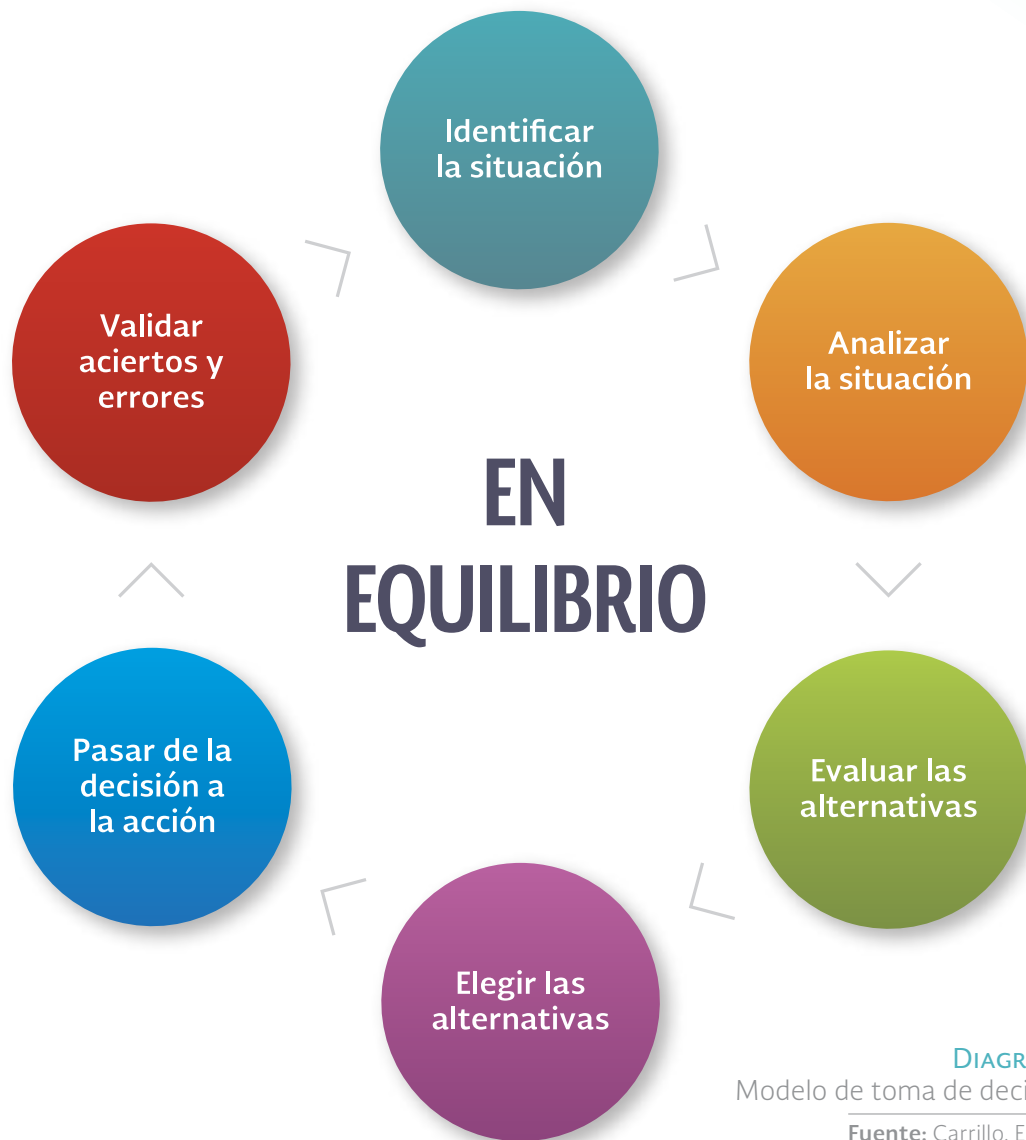 Identificar
la situación
Analizar
la situación
Evaluar las
alternativas
Elegir las
alternativas
Pasar de la
decisión a
la acción
Validar
aciertos y
errores
EN
EQUILIBRIO
Modelo de toma de
Fuente: Carrillo,